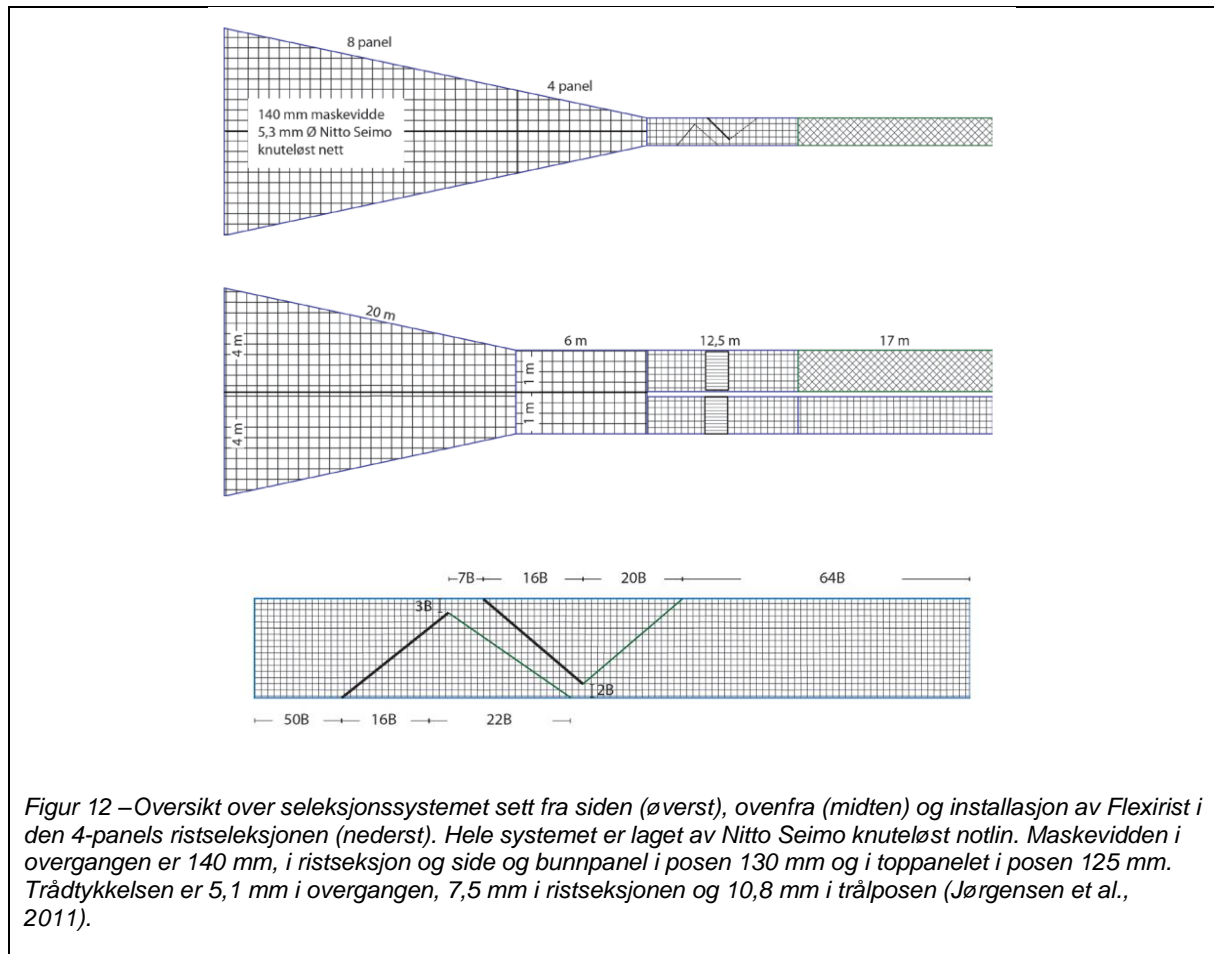 8 panel
4 panel
140 mm maskevidde
5,3 mm Ø Nitto Seimo
knuteløst nett
20 m
6 m
12,5 m
17 m
4 m
1 m
1 m
4 m
7B
16B
20B
64B
3B
2B
50B
16B
22B
Figur 12 –Oversikt over seleksjonssystemet sett fra siden (øverst), ovenfra (midten) og installasjon av Flexirist i
den 4-panels ristseleksjonen (nederst). Hele systemet er laget av Nitto Seimo knuteløst notlin. Maskevidden i
overgangen er 140 mm, i ristseksjon og side og bunnpanel i posen 130 mm og i toppanelet i posen 125 mm.
Trådtykkelsen er 5,1 mm i overgangen, 7,5 mm i ristseksjonen og 10,8 mm i trålposen (Jørgensen et al.,
2011).